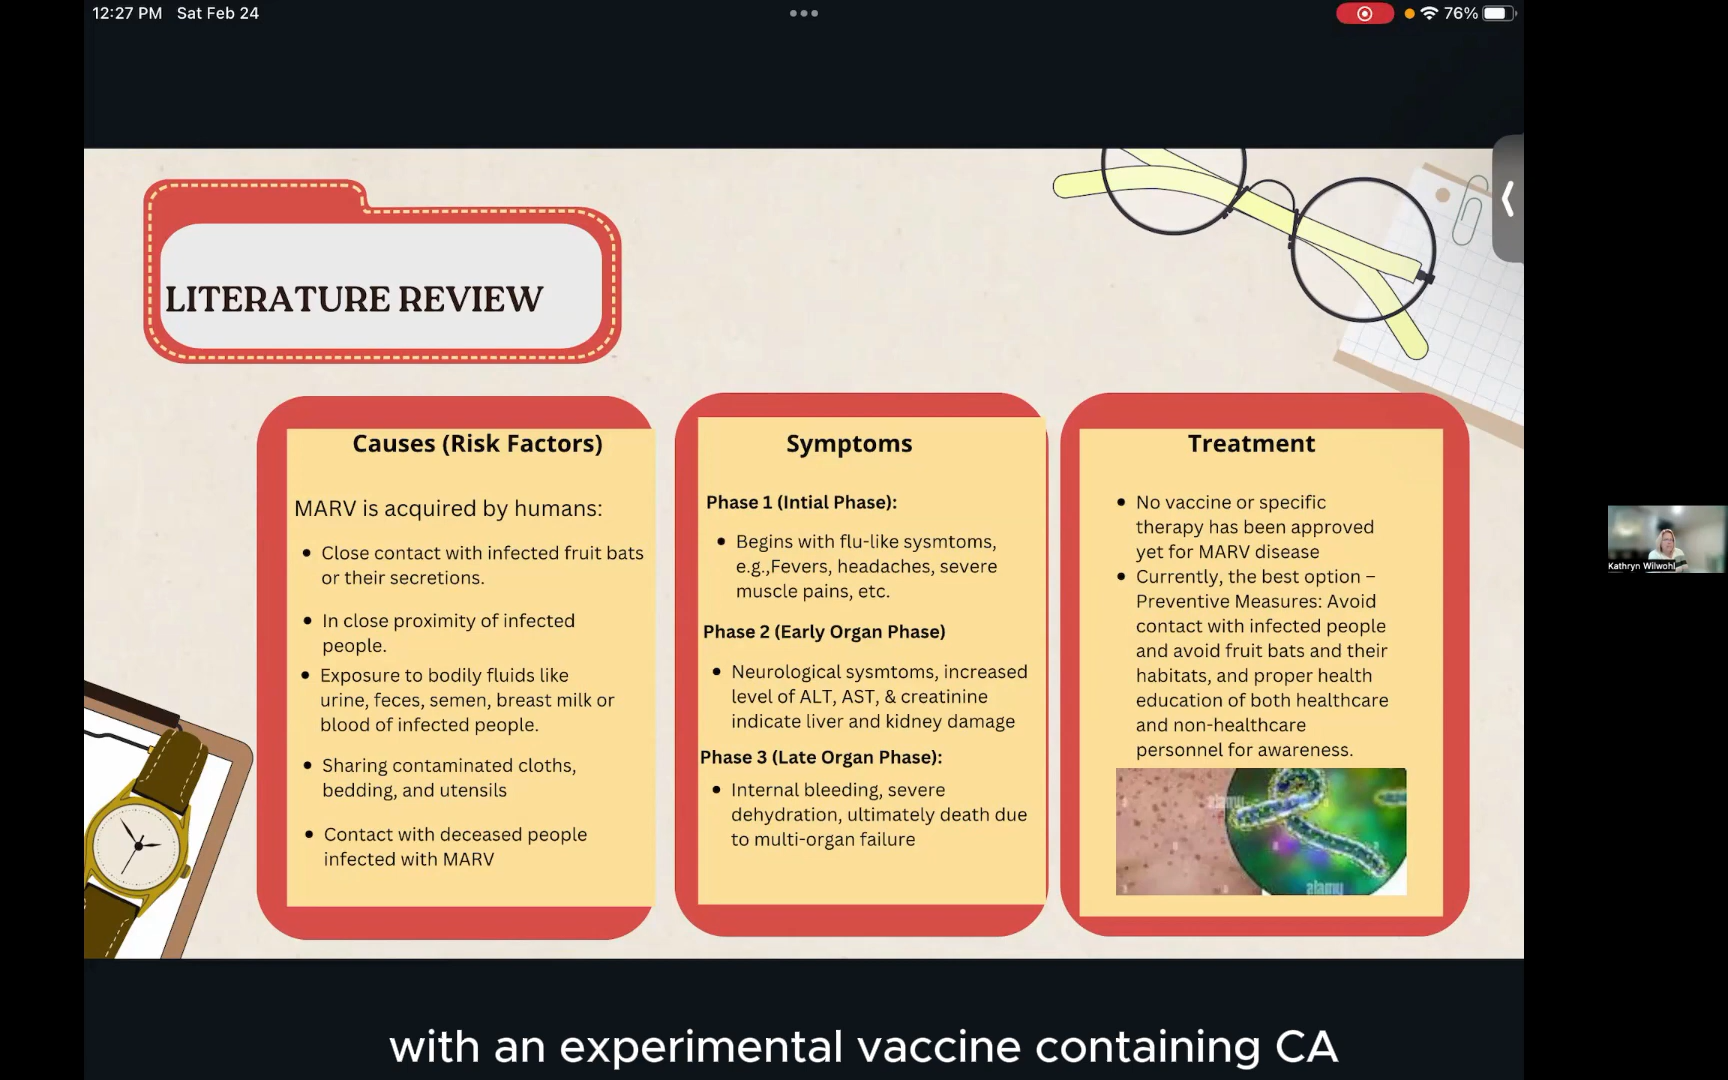 12:27 PM Sat Feb 24
76%
LITERATURE REVIEW
Causes (Risk Factors)
MARV is acquired by humans:
Close contact with infected fruit bats
or their secretions.
In close proximity of infected
people.
Exposure to bodily fluids like
urine, feces, semen, breast milk or
blood of infected people.
Sharing contaminated cloths,
bedding, and utensils
Contact with deceased people
infected with MARV
Symptoms
Phase 1 (Intial Phase):
Begins with flu-like sysmtoms,
e.g.,Fevers, headaches, severe
muscle pains, etc.
Phase 2 (Early Organ Phase)
Neurological sysmtoms, increased
level of ALT, AST, & creatinine
indicate liver and kidney damage
Phase 3 (Late Organ Phase):
Internal bleeding, severe
dehydration, ultimately death due
to multi-organ failure
Treatment
No vaccine or specific
therapy has been approved
yet for MARV disease
Currently, the best option –
Preventive Measures: Avoid
contact with infected people
and avoid fruit bats and their
habitats, and proper health
education of both healthcare
and non-healthcare
personnel for awareness.
alamy
alamy
Kathryn Wilwohl
with an experimental vaccine containing CA